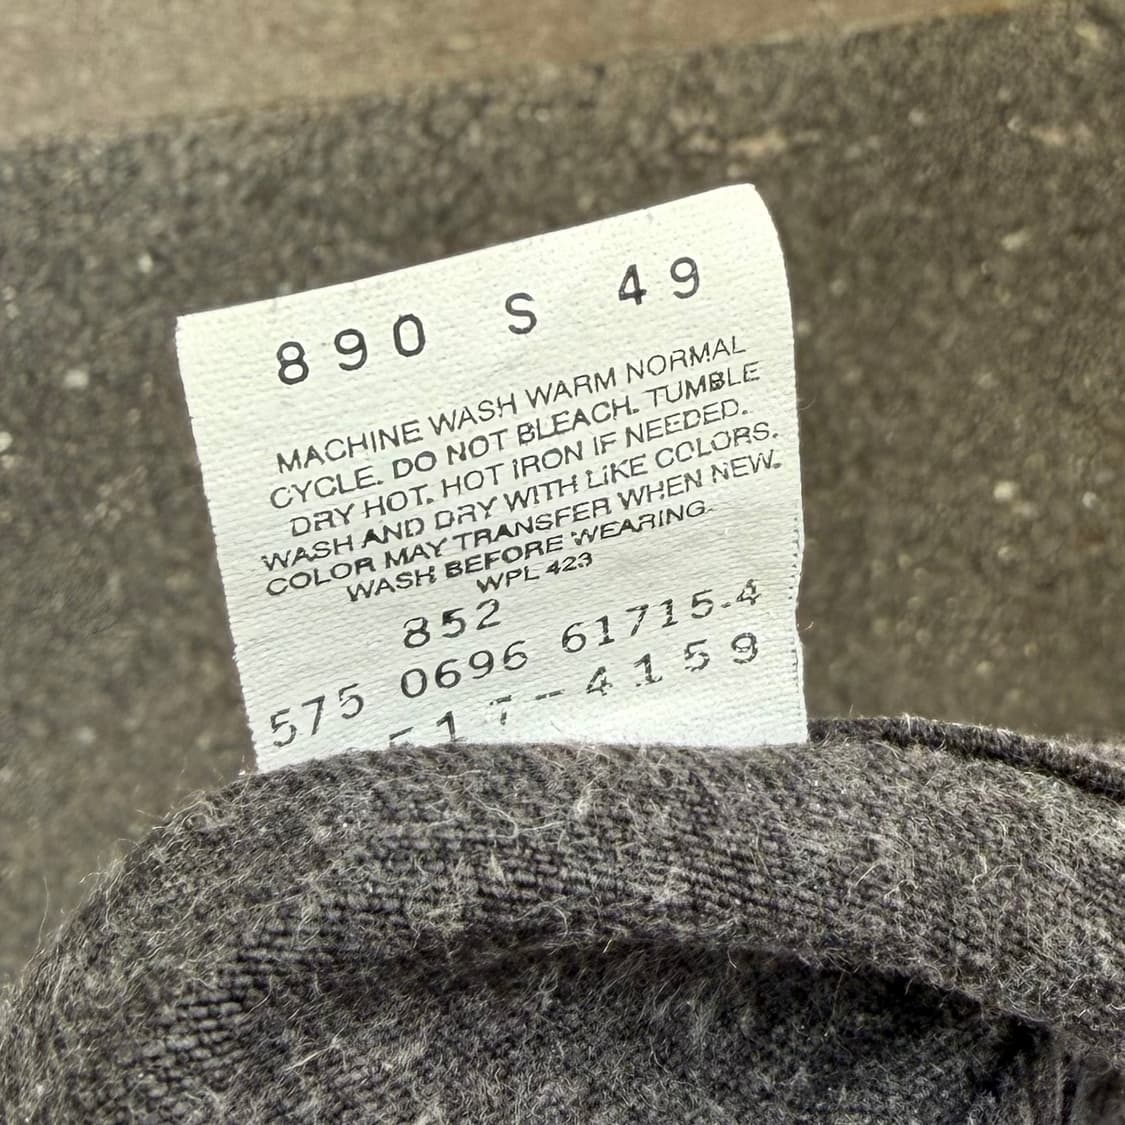 890 S 49
MACHINE WASH WARM NORMAL
CYCLE. DO NOT BLEACH. TUMBLE
DRY HOT. HOT IRON IF NEEDED.
WASH AND DRY WITH LIKE COLORS.
COLOR MAY TRANSFER WHEN NEW.
WASH BEFORE WEARING.
WPL 423
852
575 0696 61715-4
517-4159